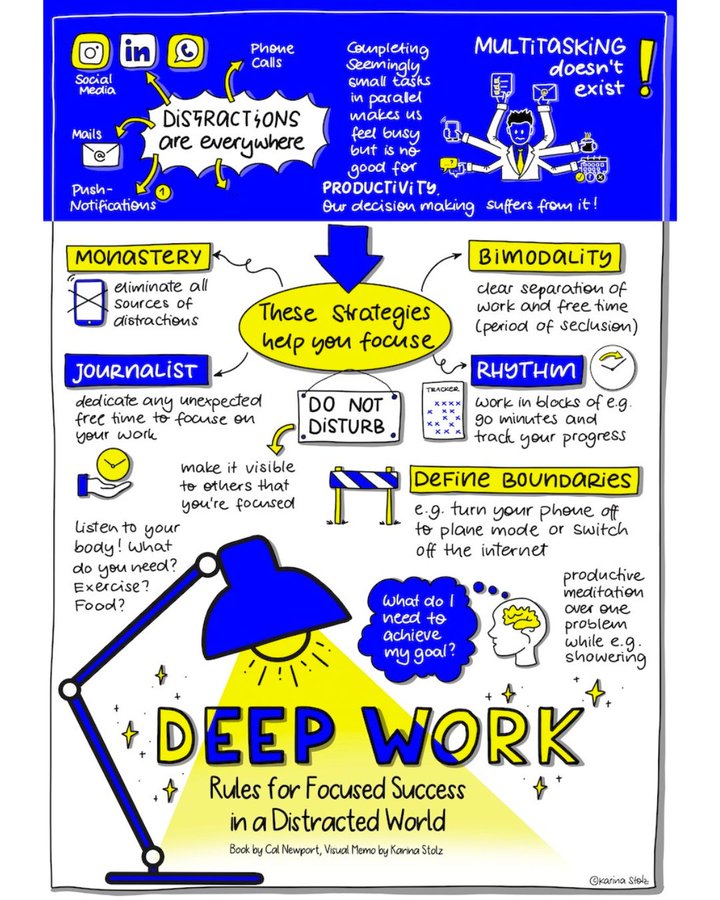 Social
Media
Phone
Calls
DiSTRACTiONS
are everywhere
Mails
@
Push-
Notifications
1
Completing
Seemingly
small tasks
in parallel
makes us
feel busy
but is no
good for
PRODUCTiViTY.
Our decision making suffers from it!
MULTiTASKiNG
doesn't
exist
!
MONASTERY
eliminate all
sources of
distractions
BiMODALiTY
clear separation of
work and free time
(period of seclusion)
These Strategies
help you focuse
JOURNALiST
dedicate any unexpected
free time to focuse on
your work
DO NOT
DiSTURB
make it visible
to others that
you're focused
RHYTHM
TRACKER
work in blocks of e.g.
90 minutes and
track your progress
DEFiNE BOUNDARiES
e.g. turn your phone off
to plane mode or switch
off the internet
Listen to your
body! What
do you need?
Exercise?
Food?
What do I
need to
achieve
my goal?
productive
meditation
over one
problem
while e.g.
showering
DEEP WORK
Rules for Focused Success
in a Distracted World
Book by Cal Newport, Visual Memo by Karina Stolz
©Karina Stolz